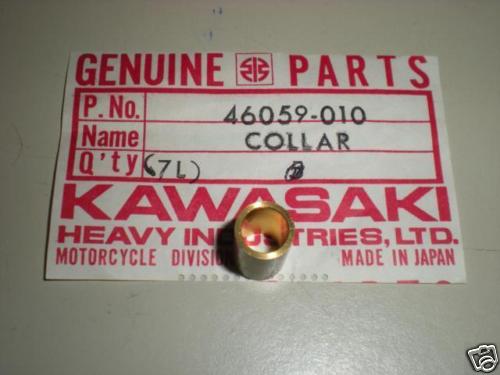 GENUINE PARTS
P. No. 46059-010
Name COLLAR
Q'ty (7L)
KAWASAKI
HEAVY INDUSTRIES, LTD.
MOTORCYCLE DIVISION MADE IN JAPAN